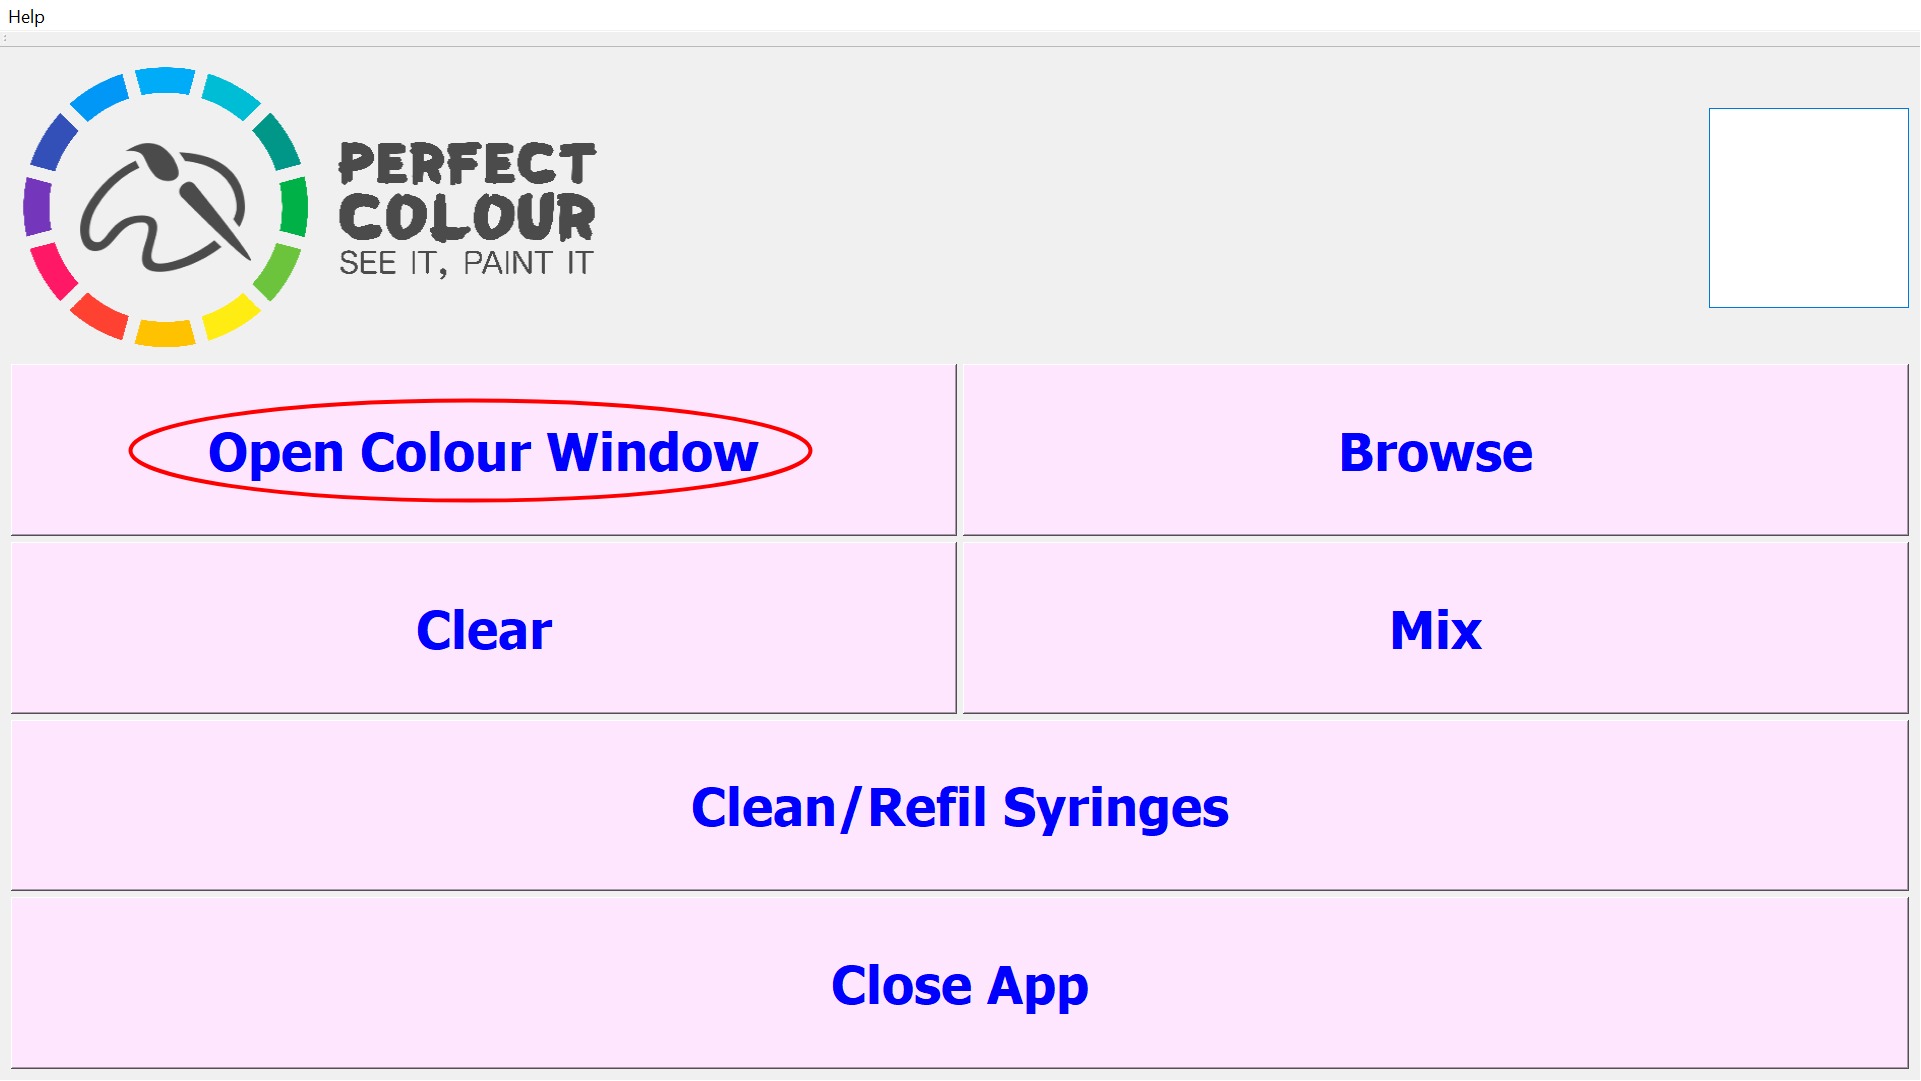 Help
PERFECT
COLOUR
SEE IT, PAINT IT
Open Colour Window
Browse
Clear
Mix
Clean/Refil Syringes
Close App